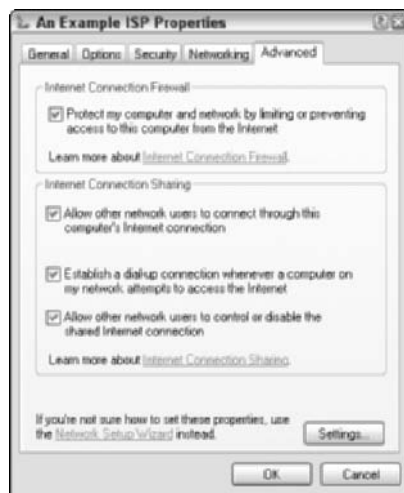 An Example ISP Properties
General Options Security Networking Advanced
Internet Connection Firewall
Protect my computer and network by limiting or preventing
access to this computer from the Internet
Learn more about Internet Connection Firewall.
Internet Connection Sharing
Allow other network users to connect through this
computer's Internet connection
Establish a dial-up connection whenever a computer on
my network attempts to access the Internet
Allow other network users to control or disable the
shared Internet connection
Learn more about Internet Connection Sharing.
If you're not sure how to set these properties, use
the Network Setup Wizard instead.
Settings...
OK Cancel